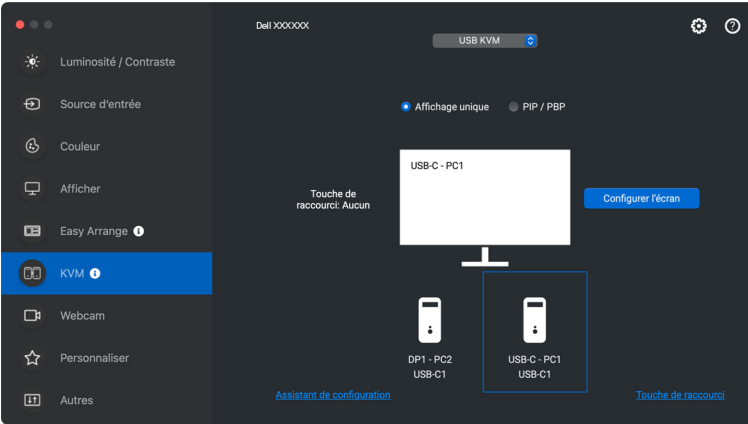 Dell XXXXXX
USB KVM
Luminosité / Contraste
Source d'entrée
Couleur
Afficher
Easy Arrange
KVM
Webcam
Personnaliser
Autres
Affichage unique
PIP / PBP
USB-C - PC1
Touche de
raccourci: Aucun
Configurer l'écran
DP1 - PC2
USB-C1
USB-C - PC1
USB-C1
Assistant de configuration
Touche de raccourci